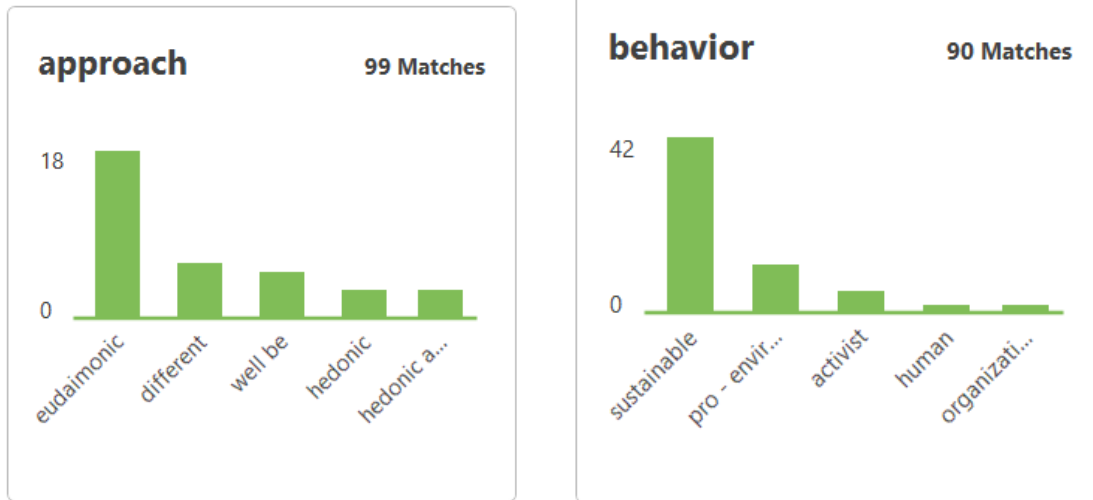 approach 99 Matches
18
0
eudaimonic
different
well be
hedonic
hedonic a...
behavior 90 Matches
42
0
sustainable
pro - envir...
activist
human
organizati...